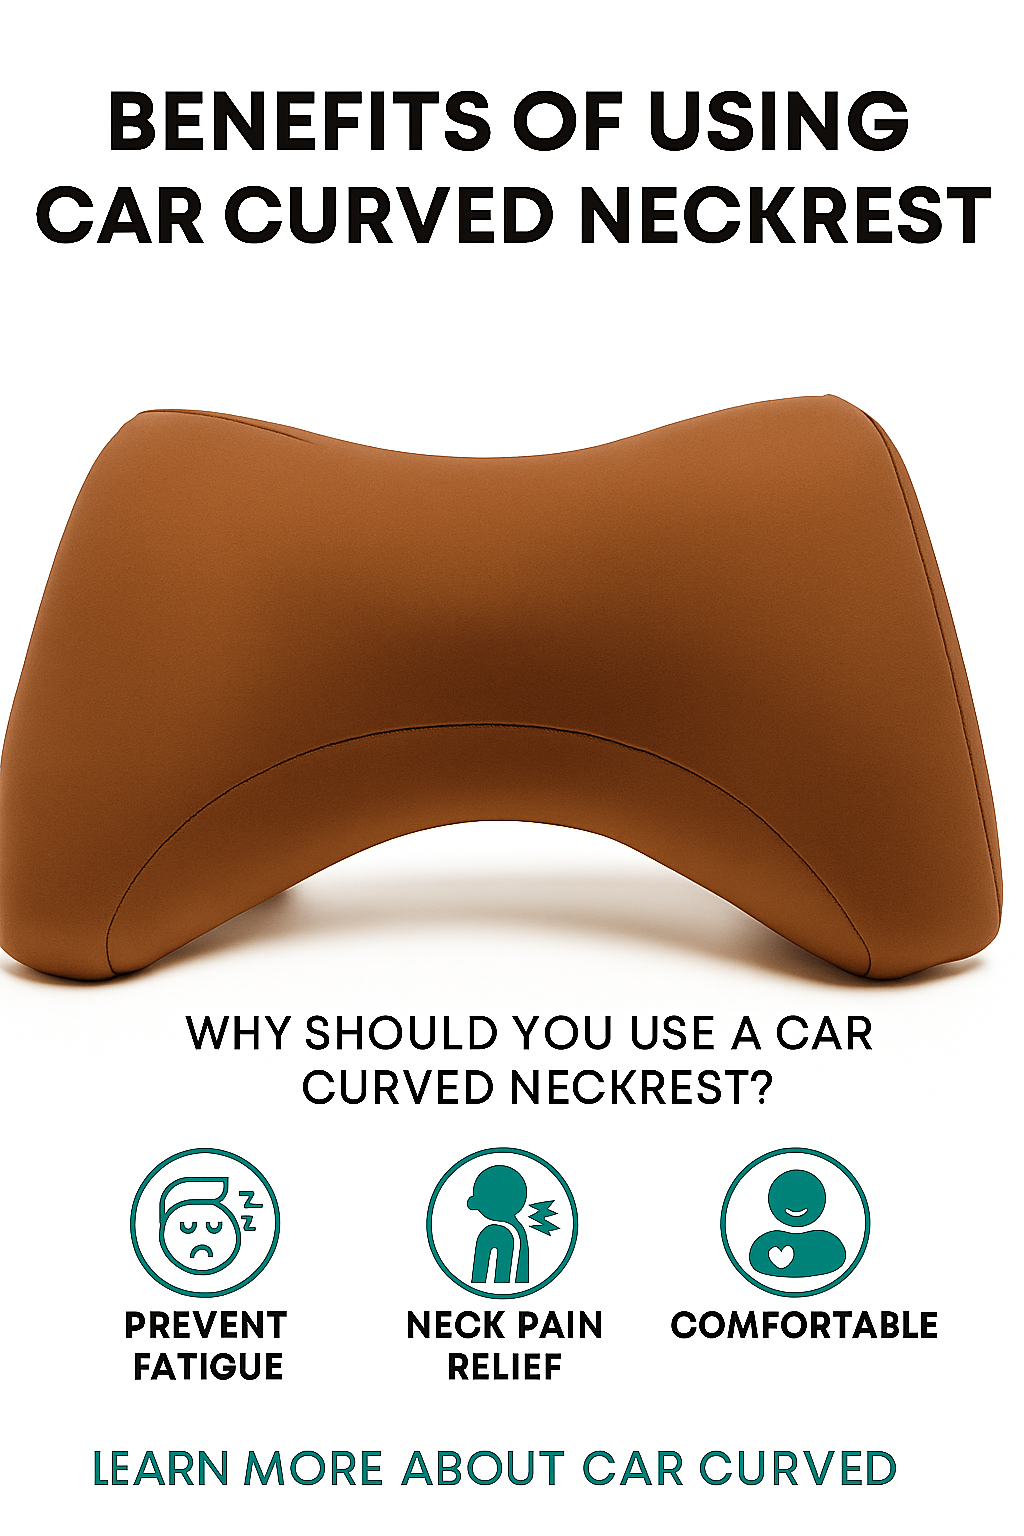 BENEFITS OF USING
CAR CURVED NECKREST
WHY SHOULD YOU USE A CAR
CURVED NECKREST?
PREVENT
FATIGUE
NECK PAIN
RELIEF
COMFORTABLE
LEARN MORE ABOUT CAR CURVED